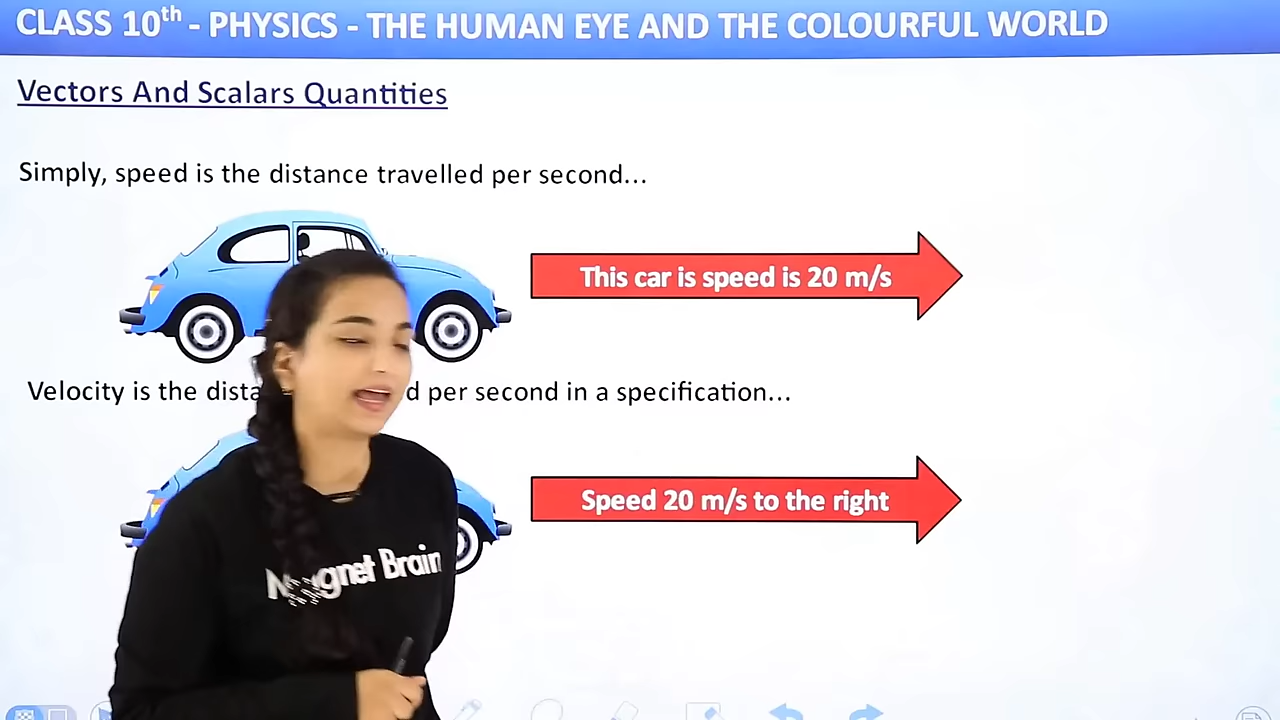 CLASS 10th - PHYSICS - THE HUMAN EYE AND THE COLOURFUL WORLD
Vectors And Scalars Quantities
Simply, speed is the distance travelled per second...
This car is speed is 20 m/s
Velocity is the dista d per second in a specification...
Speed 20 m/s to the right
Magnet Brain